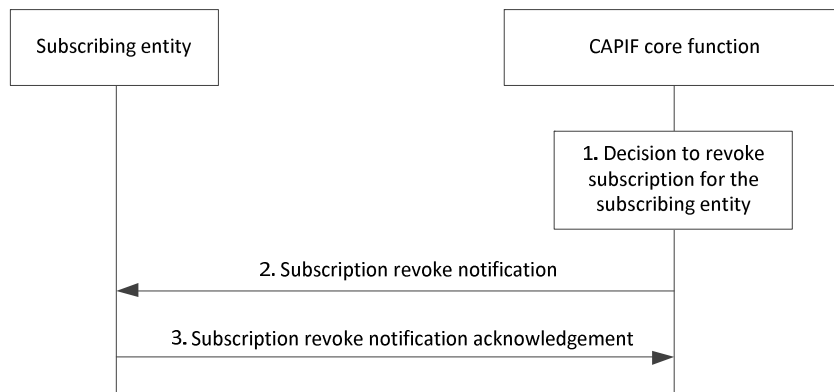 Subscribing entity
CAPIF core function
1. Decision to revoke
subscription for the
subscribing entity
2. Subscription revoke notification
3. Subscription revoke notification acknowledgement